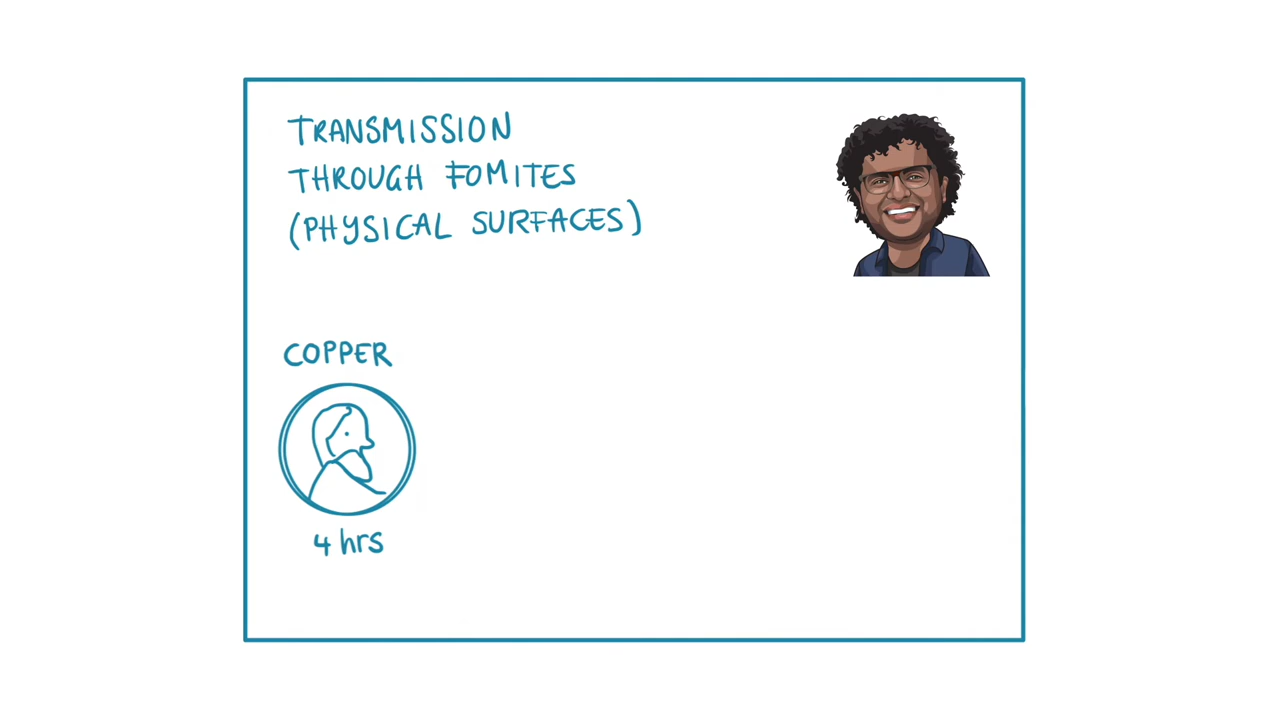 TRANSMISSION
THROUGH FOMITES
(PHYSICAL SURFACES)
COPPER
4 hrs